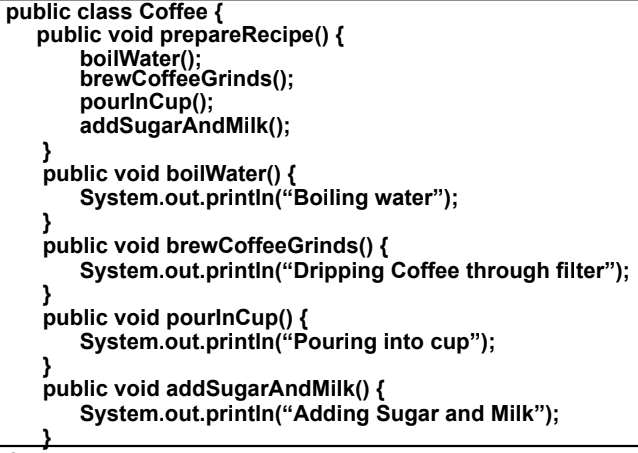 public class Coffee {
public void prepareRecipe() {
boilWater();
brewCoffeeGrinds();
pourInCup();
addSugarAndMilk();
}
public void boilWater() {
System.out.println(“Boiling water”);
}
public void brewCoffeeGrinds() {
System.out.println(“Dripping Coffee through filter”);
}
public void pourInCup() {
System.out.println(“Pouring into cup”);
}
public void addSugarAndMilk() {
System.out.println(“Adding Sugar and Milk”);
}